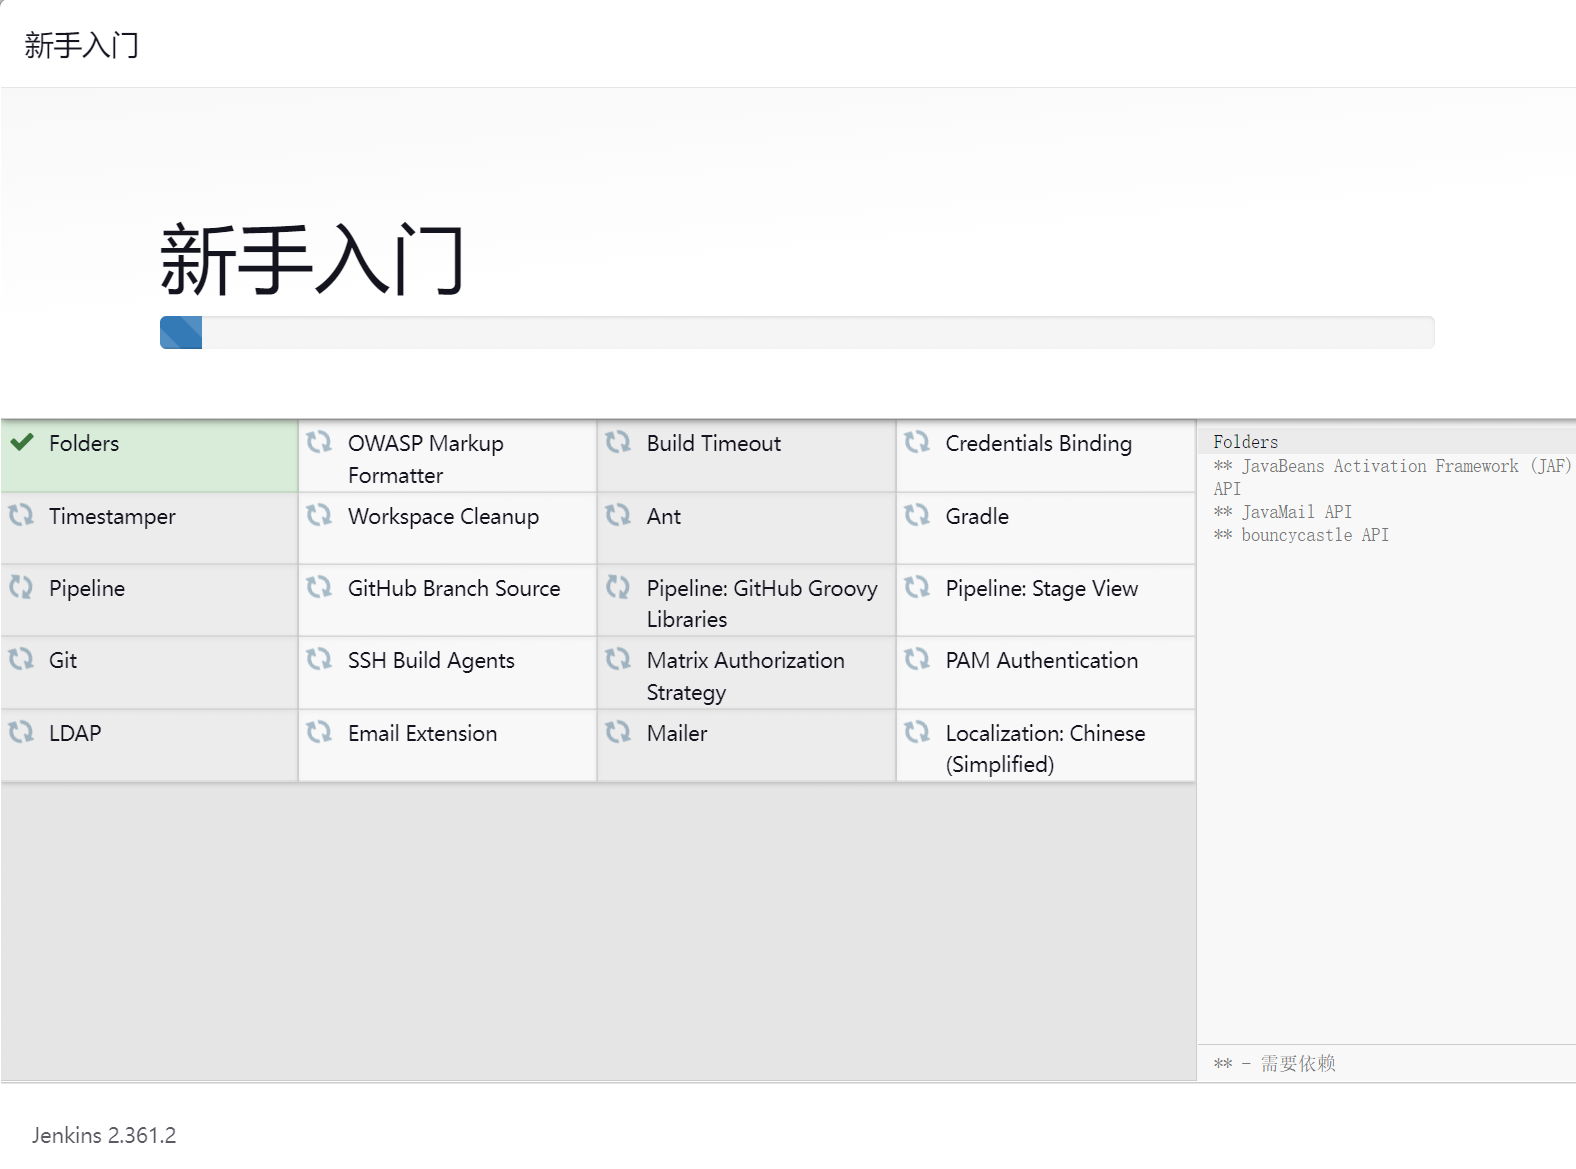 新手入门
新手入门
Folders
OWASP Markup
Formatter
Build Timeout
Credentials Binding
Timestamper
Workspace Cleanup
Ant
Gradle
Pipeline
GitHub Branch Source
Pipeline: GitHub Groovy
Libraries
Pipeline: Stage View
Git
SSH Build Agents
Matrix Authorization
Strategy
PAM Authentication
LDAP
Email Extension
Mailer
Localization: Chinese
(Simplified)
Folders
** JavaBeans Activation Framework (JAF)
API
** JavaMail API
** bouncycastle API
** - 需要依赖
Jenkins 2.361.2